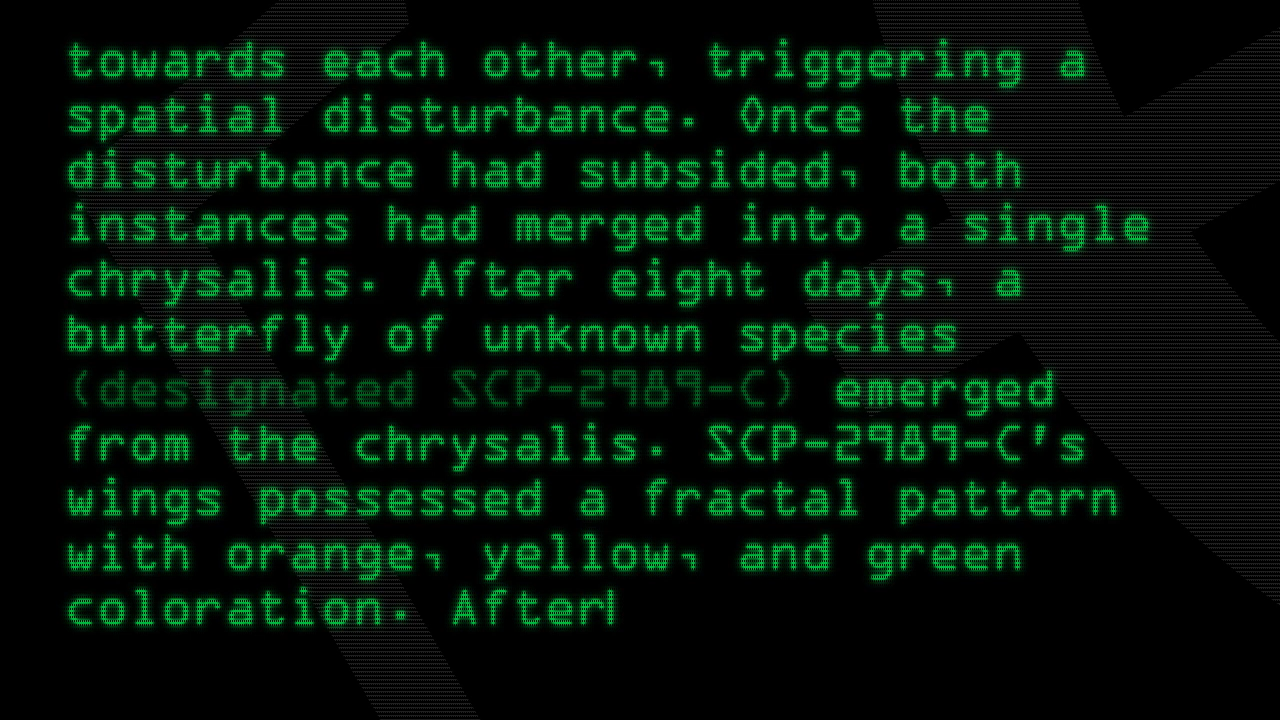 towards each other, triggering a
spatial disturbance. Once the
disturbance had subsided, both
instances had merged into a single
chrysalis. After eight days, a
butterfly of unknown species
(designated SCP-2989-C) emerged
from the chrysalis. SCP-2989-C's
wings possessed a fractal pattern
with orange, yellow, and green
coloration. After